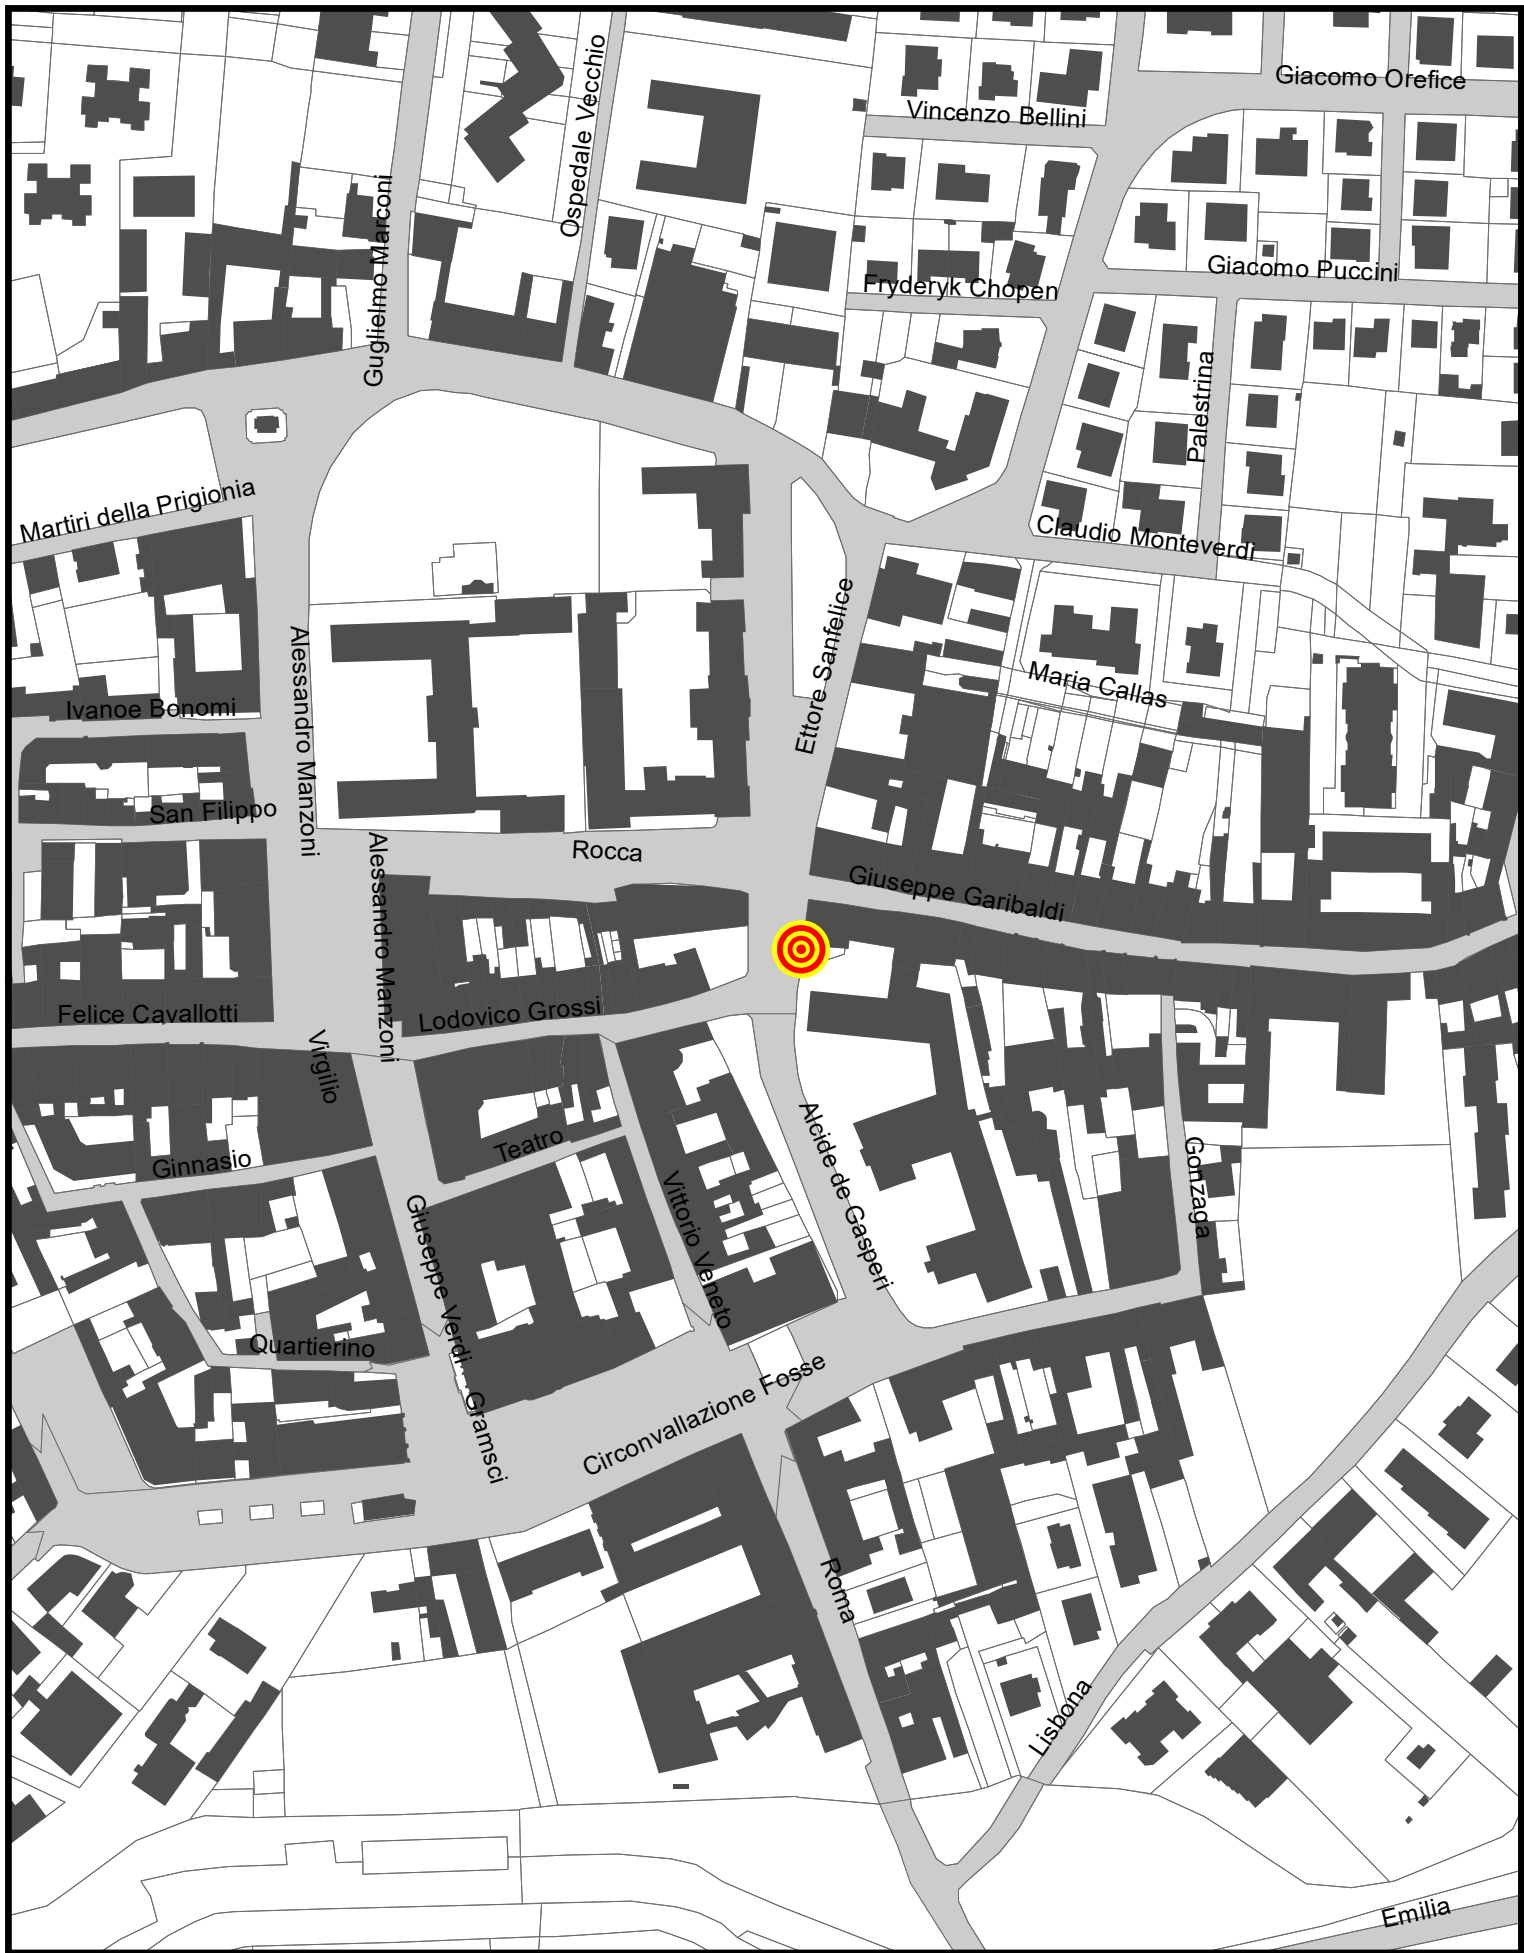 Giacomo Orefice
Vincenzo Bellini
Ospedale Vecchio
Guglielmo Marconi
Giacomo Puccini
Fryderyk Chopen
Palestrina
Martiri della Prigionia
Claudio Monteverdi
Ettore Sanfelice
Alessandro Manzoni
Maria Callas
Ivanoe Bonomi
San Filippo
Rocca
Alessandro Manzoni
Giuseppe Garibaldi
Felice Cavallotti
Lodovico Grossi
Virgilio
Teatro
Ginnasio
Alcide de Gasperi
Gonzaga
Vittorio Veneto
Giuseppe Verdi
Quartierino
Circonvallazione Fosse
Gramsci
Roma
Lisbona
Emilia